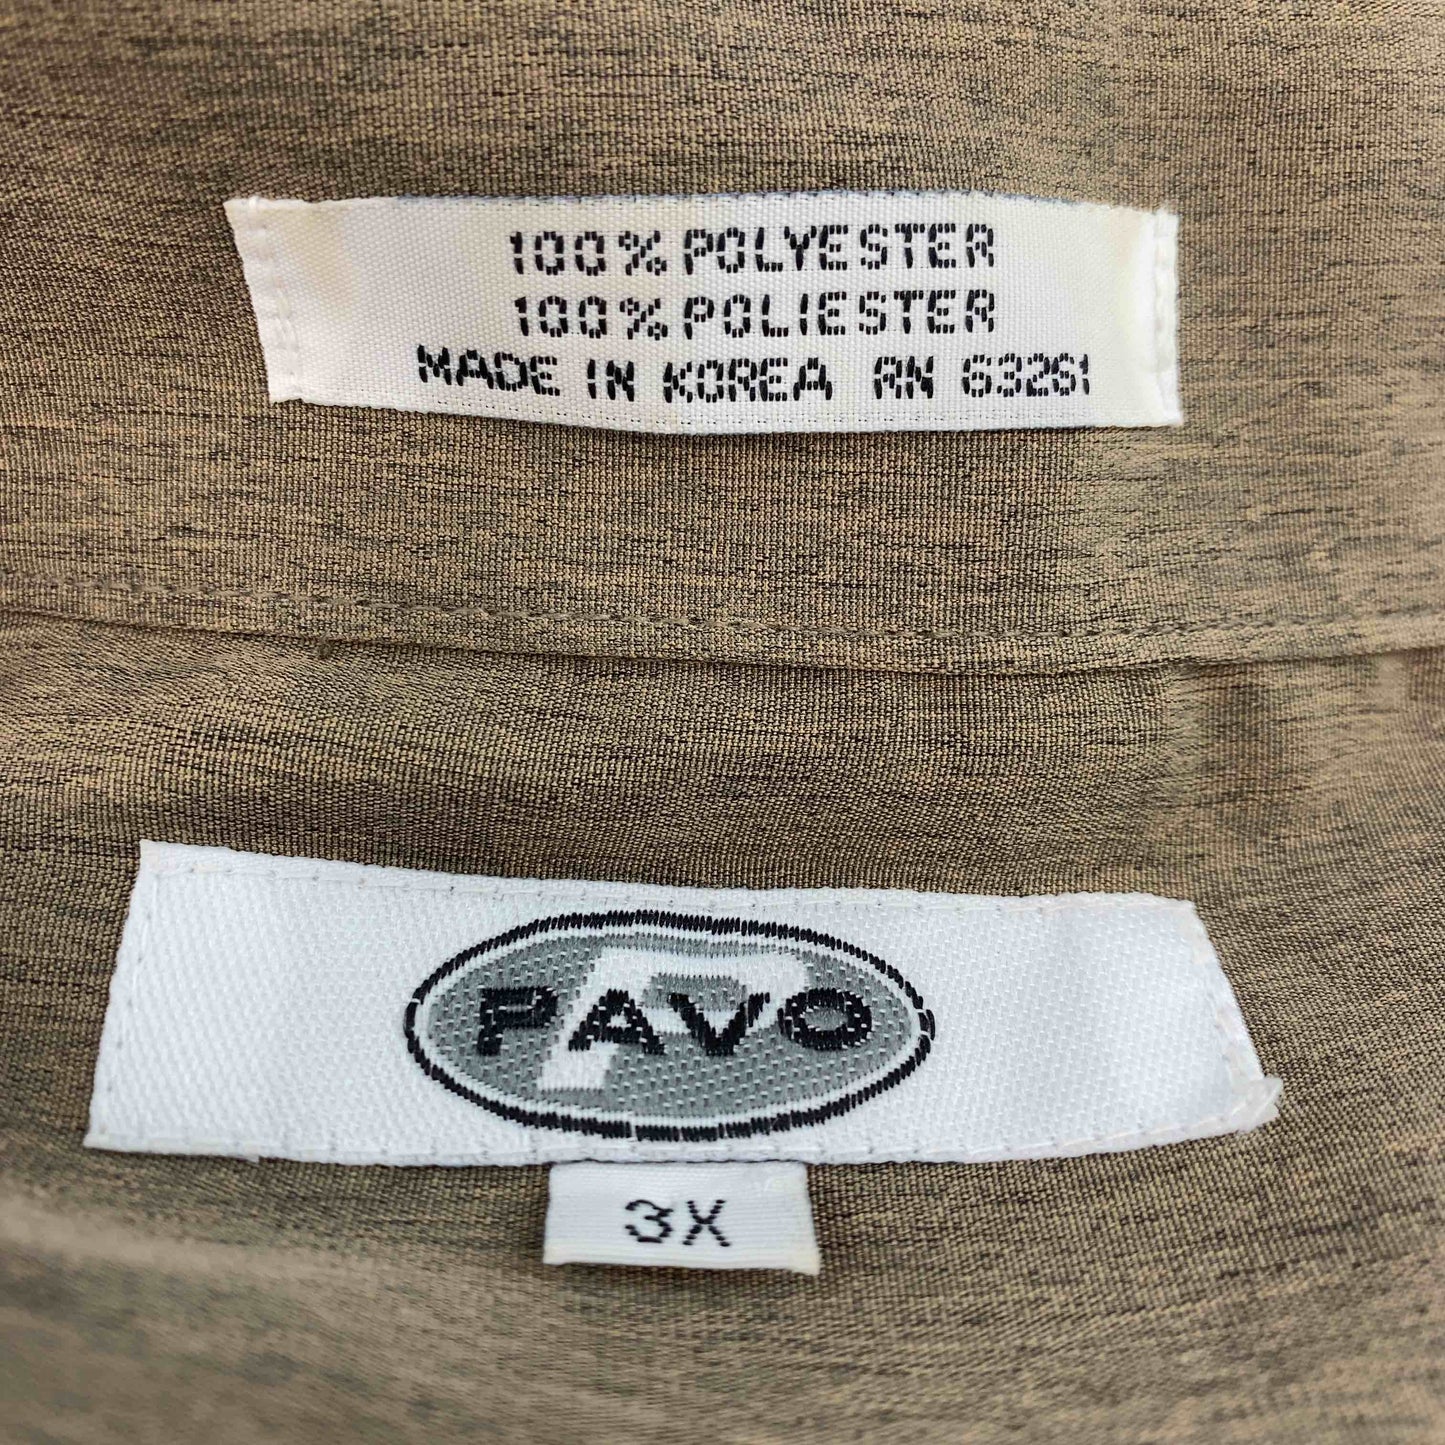 100% POLYESTER
100% POLIESTER
MADE IN KOREA RN 63261
PAVO
3X